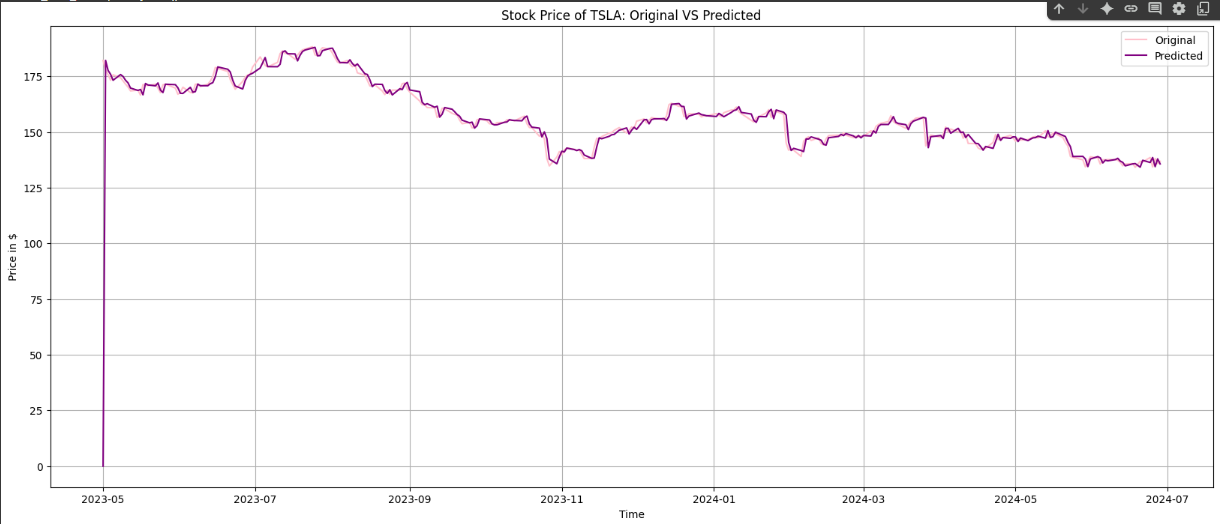 Stock Price of TSLA: Original VS Predicted
Original
Predicted
175
150
125
100
75
50
25
0
Price in $
2023-05 2023-07 2023-09 2023-11 2024-01 2024-03 2024-05 2024-07
Time